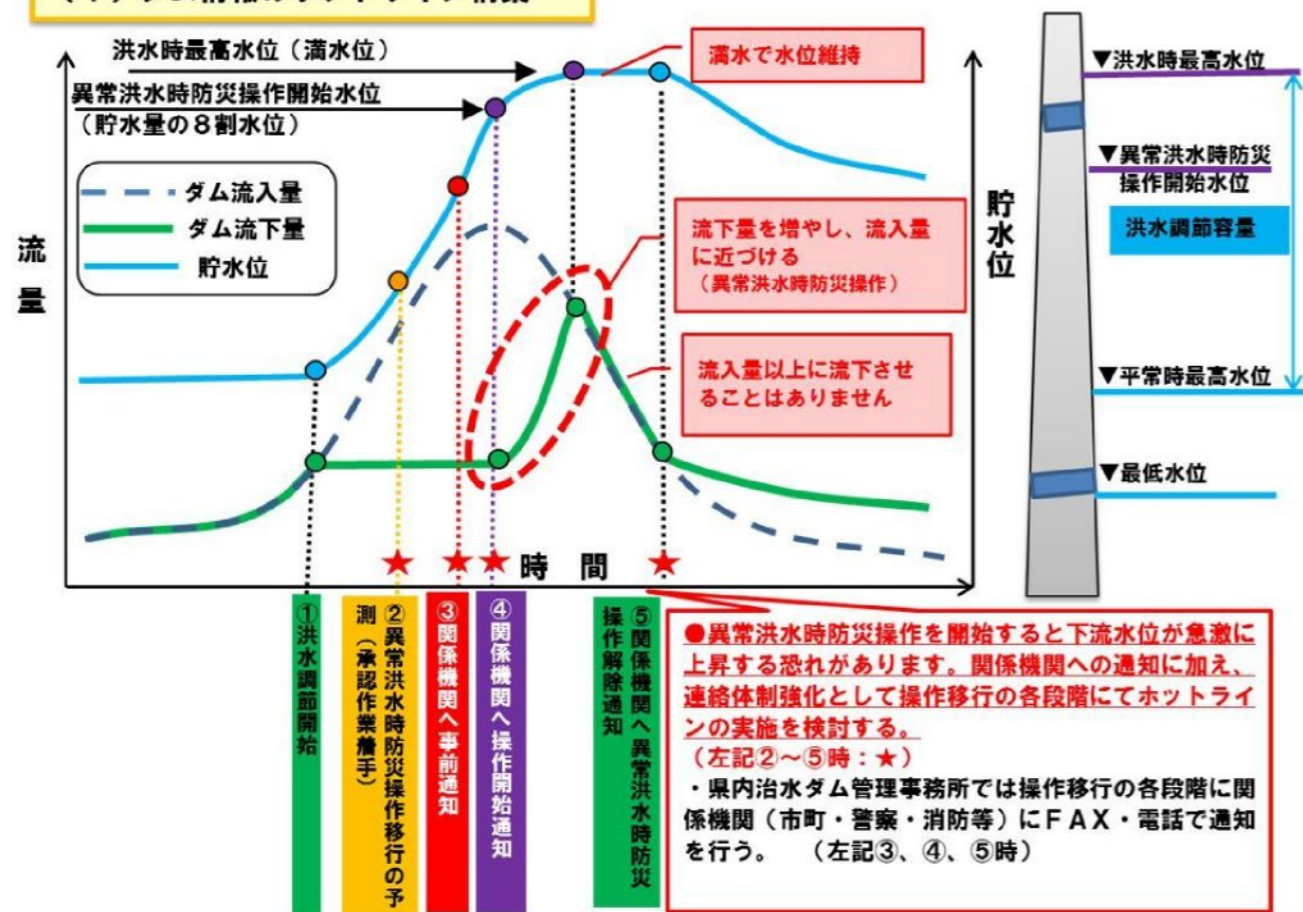 洪水時最高水位（満水位）
異常洪水時防災操作開始水位
（貯水量の８割水位）
満水で水位維持
ダム流入量
ダム流下量
貯水位
流量
流下量を増やし、流入量
に近づける
（異常洪水時防災操作）
流入量以上に流下させ
ることはありません
貯水位
▼洪水時最高水位
▼異常洪水時防災
操作開始水位
洪水調節容量
▼平常時最高水位
▼最低水位
★
★
★
時 間
★
①洪水調節開始
②異常洪水時防災操作移行の予
測（承認作業着手）
③関係機関へ事前通知
④関係機関へ操作開始通知
⑤関係機関へ異常洪水時防災
操作解除通知
●異常洪水時防災操作を開始すると下流水位が急激に
上昇する恐れがあります。関係機関への通知に加え、
連絡体制強化として操作移行の各段階にてホットライ
ンの実施を検討する。
（左記②～⑤時：★）
・県内治水ダム管理事務所では操作移行の各段階に関
係機関（市町・警察・消防等）にＦＡＸ・電話で通知
を行う。 （左記③、④、⑤時）